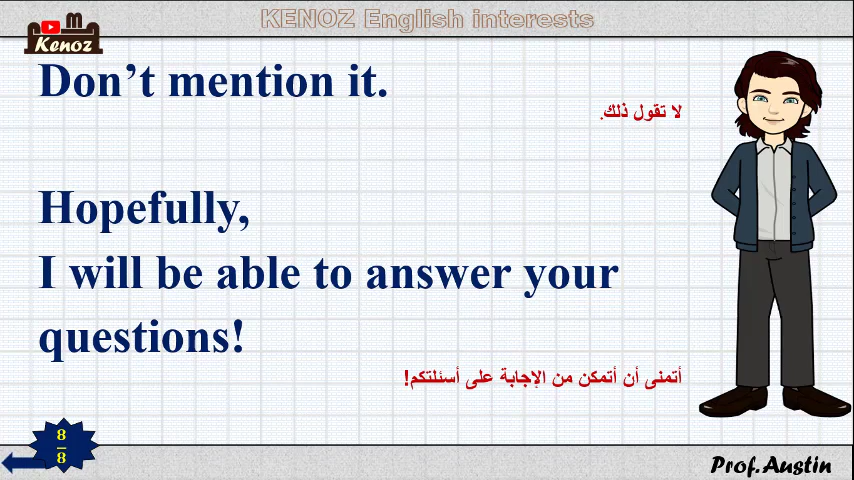 KENOZ English interests
Kenoz
Don’t mention it.
لا تقول ذلك.
Hopefully,
I will be able to answer your
questions!
أتمنى أن أتمكن من الإجابة على أسئلتكم!
8
8
Prof. Austin